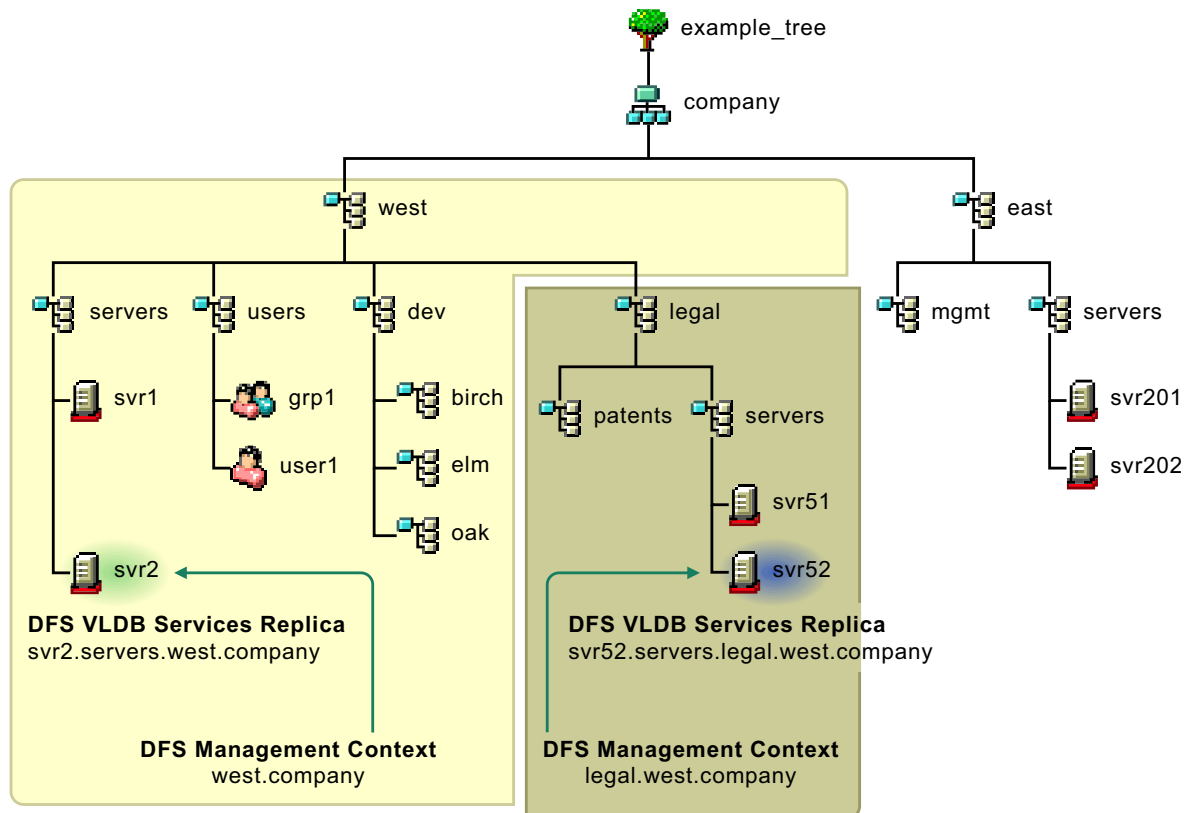 example_tree
company
west
east
servers
users
dev
legal
mgmt
servers
svr1
grp1
birch
patents
servers
svr201
user1
elm
svr202
svr51
oak
svr2
svr52
DFS VLDB Services Replica
svr2.servers.west.company
DFS VLDB Services Replica
svr52.servers.legal.west.company
DFS Management Context
west.company
DFS Management Context
legal.west.company